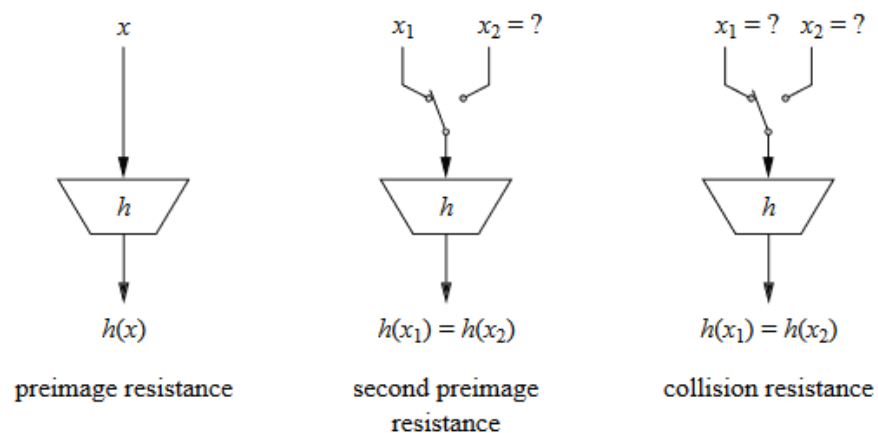 x
x₁ x₂ = ?
x₁ = ? x₂ = ?
h
h
h
h(x)
h(x₁) = h(x₂)
h(x₁) = h(x₂)
preimage resistance
second preimage
resistance
collision resistance